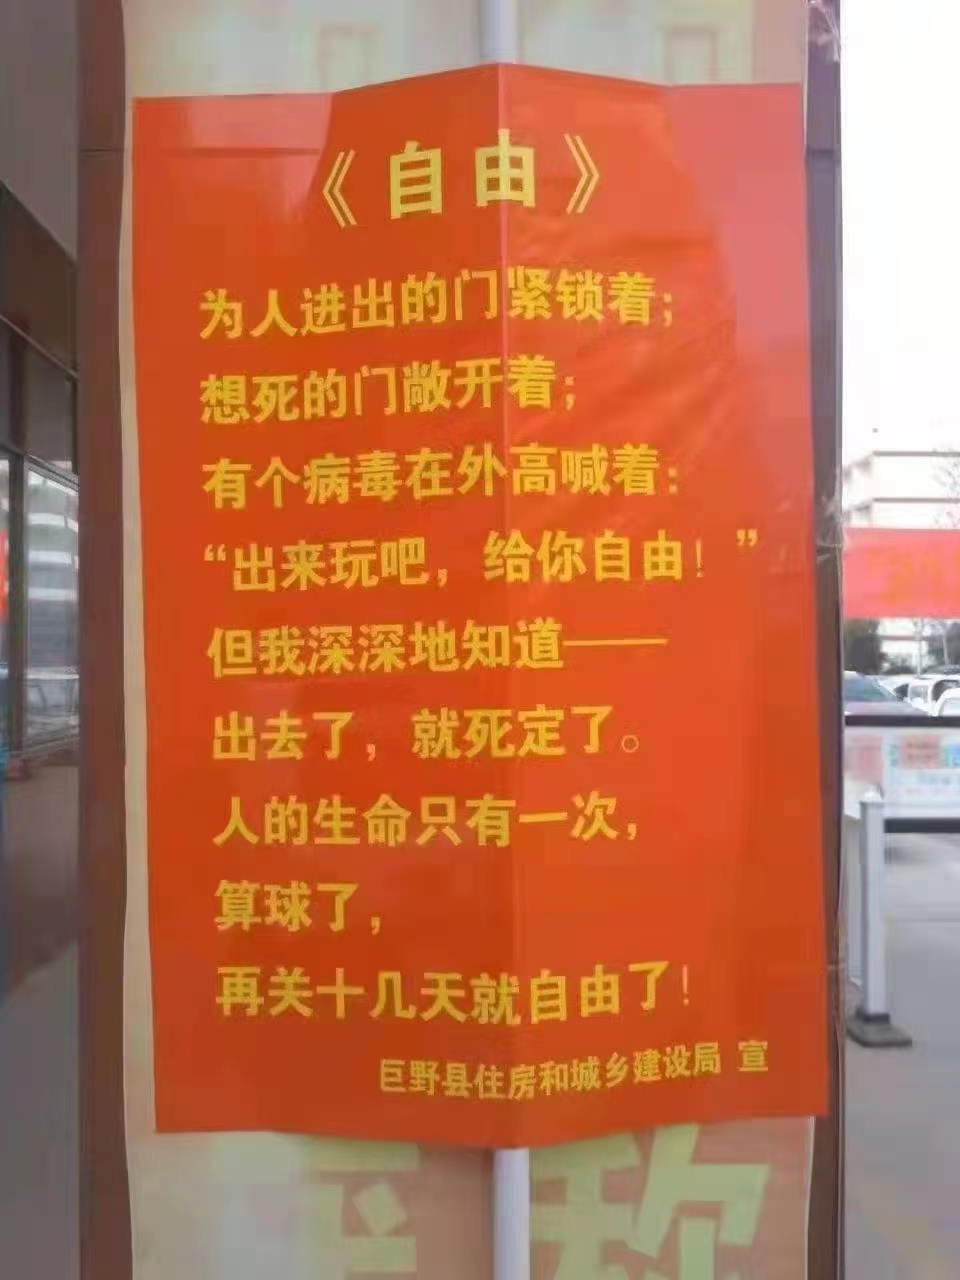 《自由》
为人进出的门紧锁着；
想死的门敞开着；
有个病毒在外高喊着：
“出来玩吧，给你自由！”
但我深深地知道——
出去了，就死定了。
人的生命只有一次，
算球了，
再关十几天就自由了！
巨野县住房和城乡建设局 宣